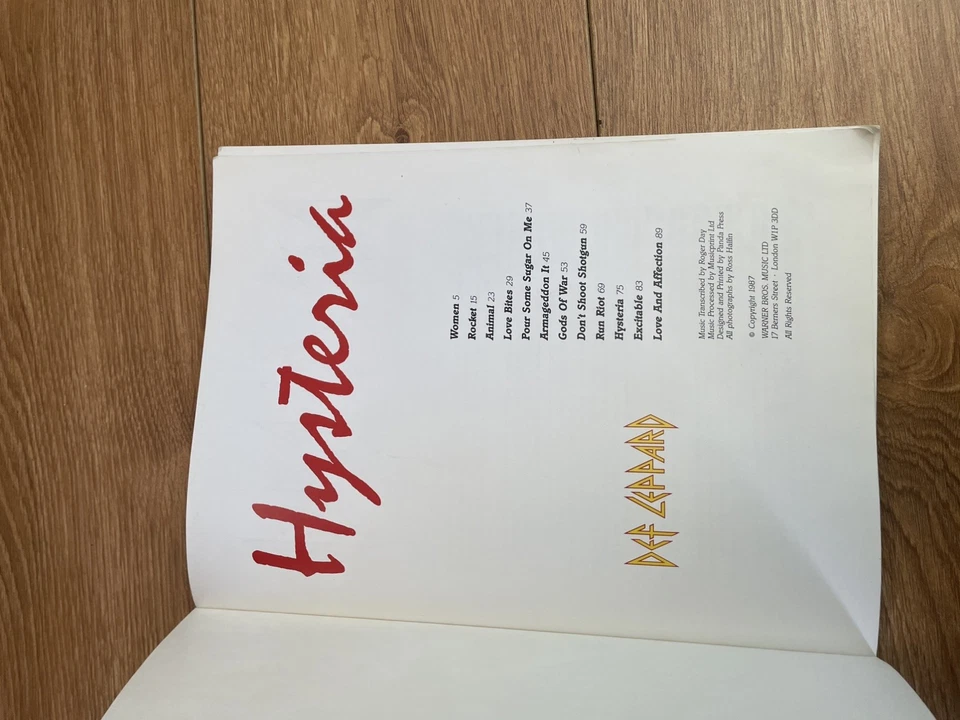 Hysteria
Women 5
Rocket 15
Animal 23
Love Bites 29
Pour Some Sugar On Me 37
Armageddon It 45
Gods Of War 53
Don't Shoot Shotgun 59
Run Riot 69
Hysteria 75
Excitable 83
Love And Affection 89
DEF LEPPARD
Music Transcribed by Roger Day
Music Processed by Musicprint Ltd
Designed and Printed by Panda Press
All photographs by Ross Halfin
© Copyright 1987
WARNER BROS. MUSIC LTD
17 Berners Street · London W1P 3DD
All Rights Reserved